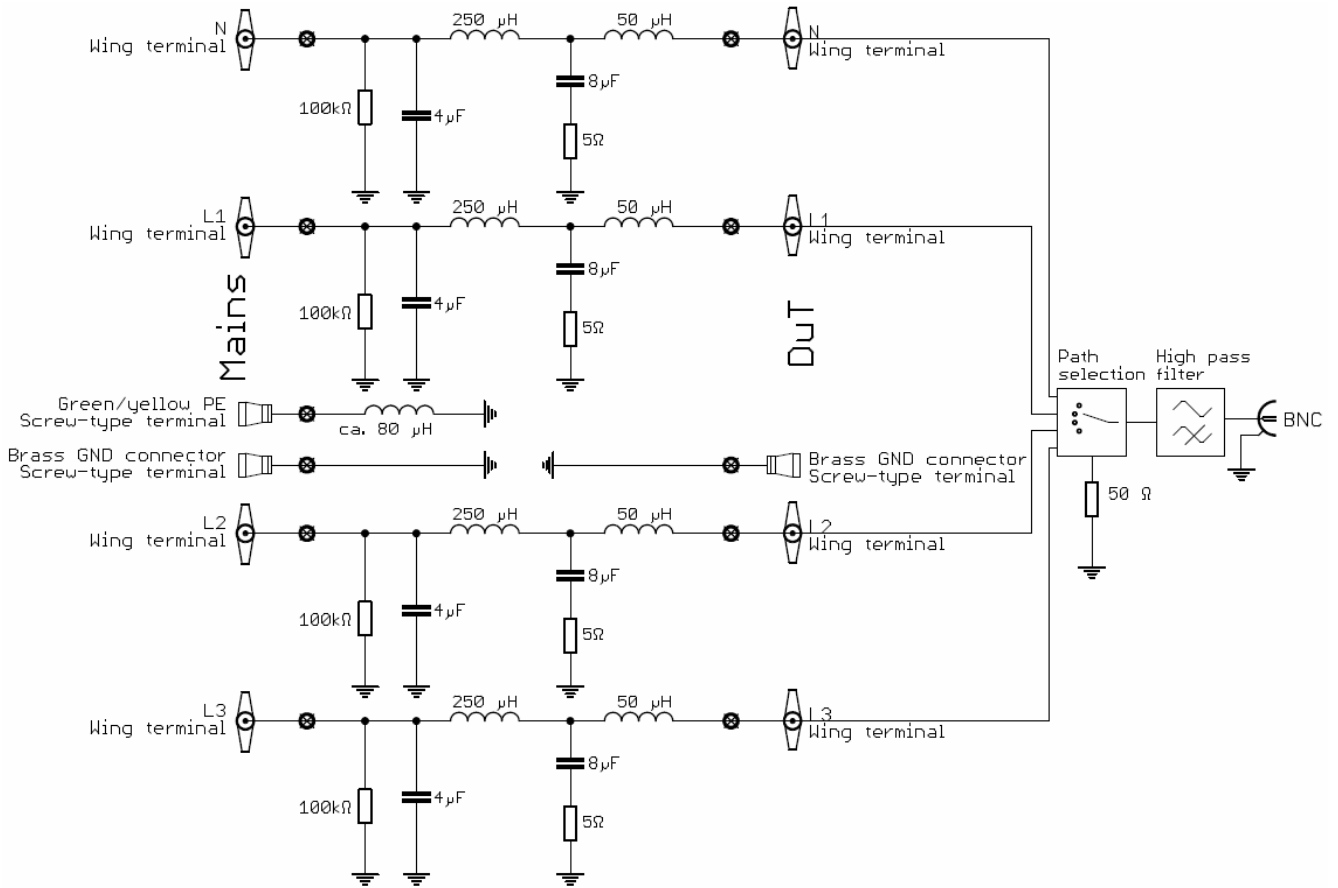 N
Wing terminal
250 µH
50 µH
N
Wing terminal
100kΩ
4µF
8µF
5Ω
L1
Wing terminal
250 µH
50 µH
L1
Wing terminal
100kΩ
4µF
8µF
5Ω
Mains
DuT
Green/yellow PE
Screw-type terminal
ca. 80 µH
Brass GND connector
Screw-type terminal
Brass GND connector
Screw-type terminal
Path
selection
High pass
filter
BNC
50 Ω
L2
Wing terminal
250 µH
50 µH
L2
Wing terminal
100kΩ
4µF
8µF
5Ω
L3
Wing terminal
250 µH
50 µH
L3
Wing terminal
100kΩ
4µF
8µF
5Ω